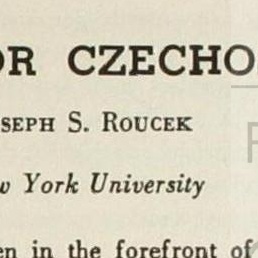 OR CZECHO
SEPH S. ROUCEK
w York University
en in the forefront of